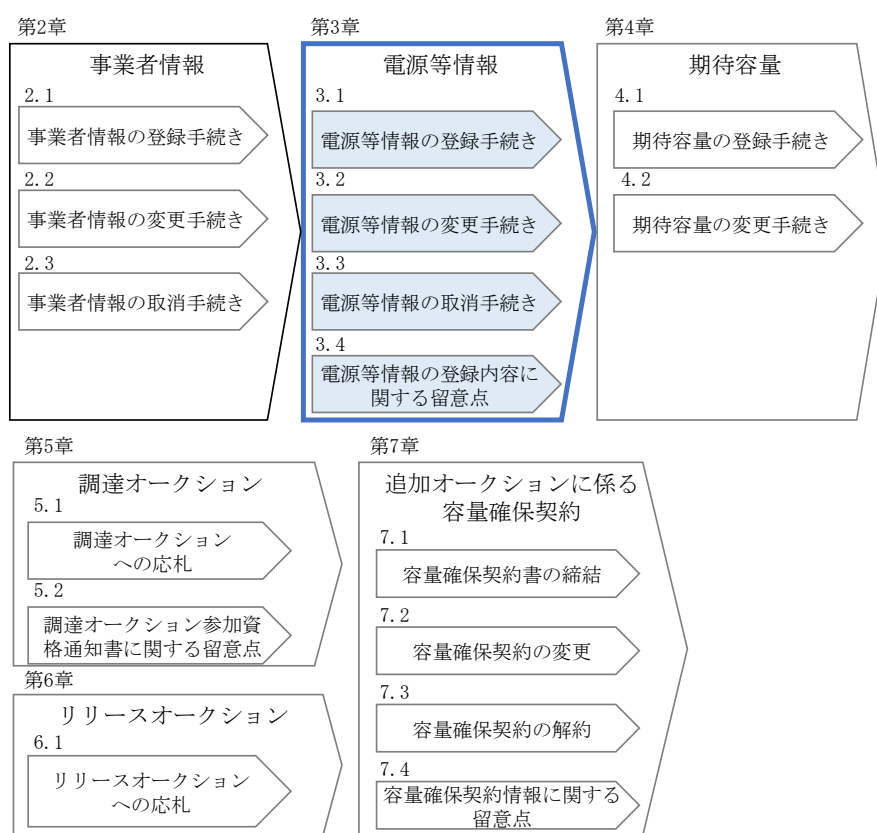 第2章
事業者情報
2.1
事業者情報の登録手続き
2.2
事業者情報の変更手続き
2.3
事業者情報の取消手続き
第3章
電源等情報
3.1
電源等情報の登録手続き
3.2
電源等情報の変更手続き
3.3
電源等情報の取消手続き
3.4
電源等情報の登録内容に
関する留意点
第4章
期待容量
4.1
期待容量の登録手続き
4.2
期待容量の変更手続き
第5章
調達オークション
5.1
調達オークション
への応札
5.2
調達オークション参加資
格通知書に関する留意点
第6章
リリースオークション
6.1
リリースオークション
への応札
第7章
追加オークションに係る
容量確保契約
7.1
容量確保契約書の締結
7.2
容量確保契約の変更
7.3
容量確保契約の解約
7.4
容量確保契約情報に関する
留意点